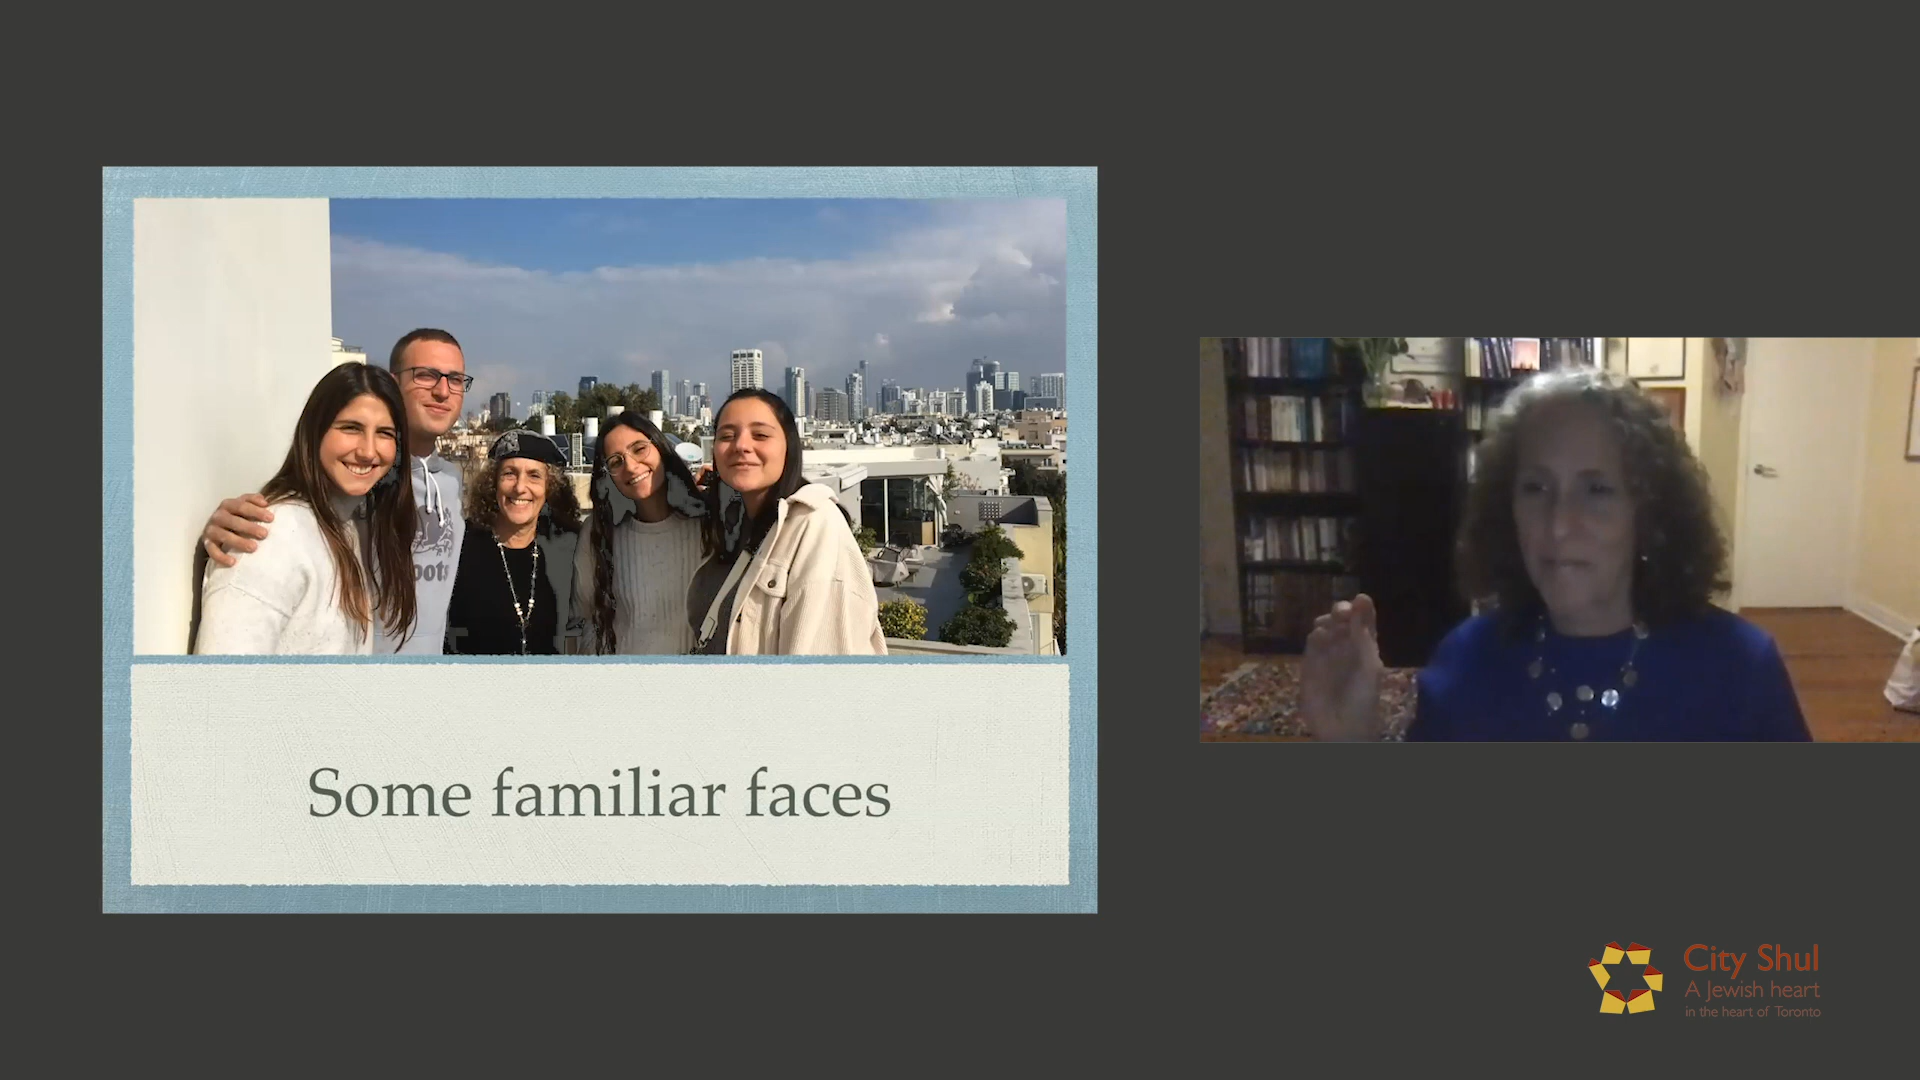 Some familiar faces
City Shul
A Jewish heart
in the heart of Toronto